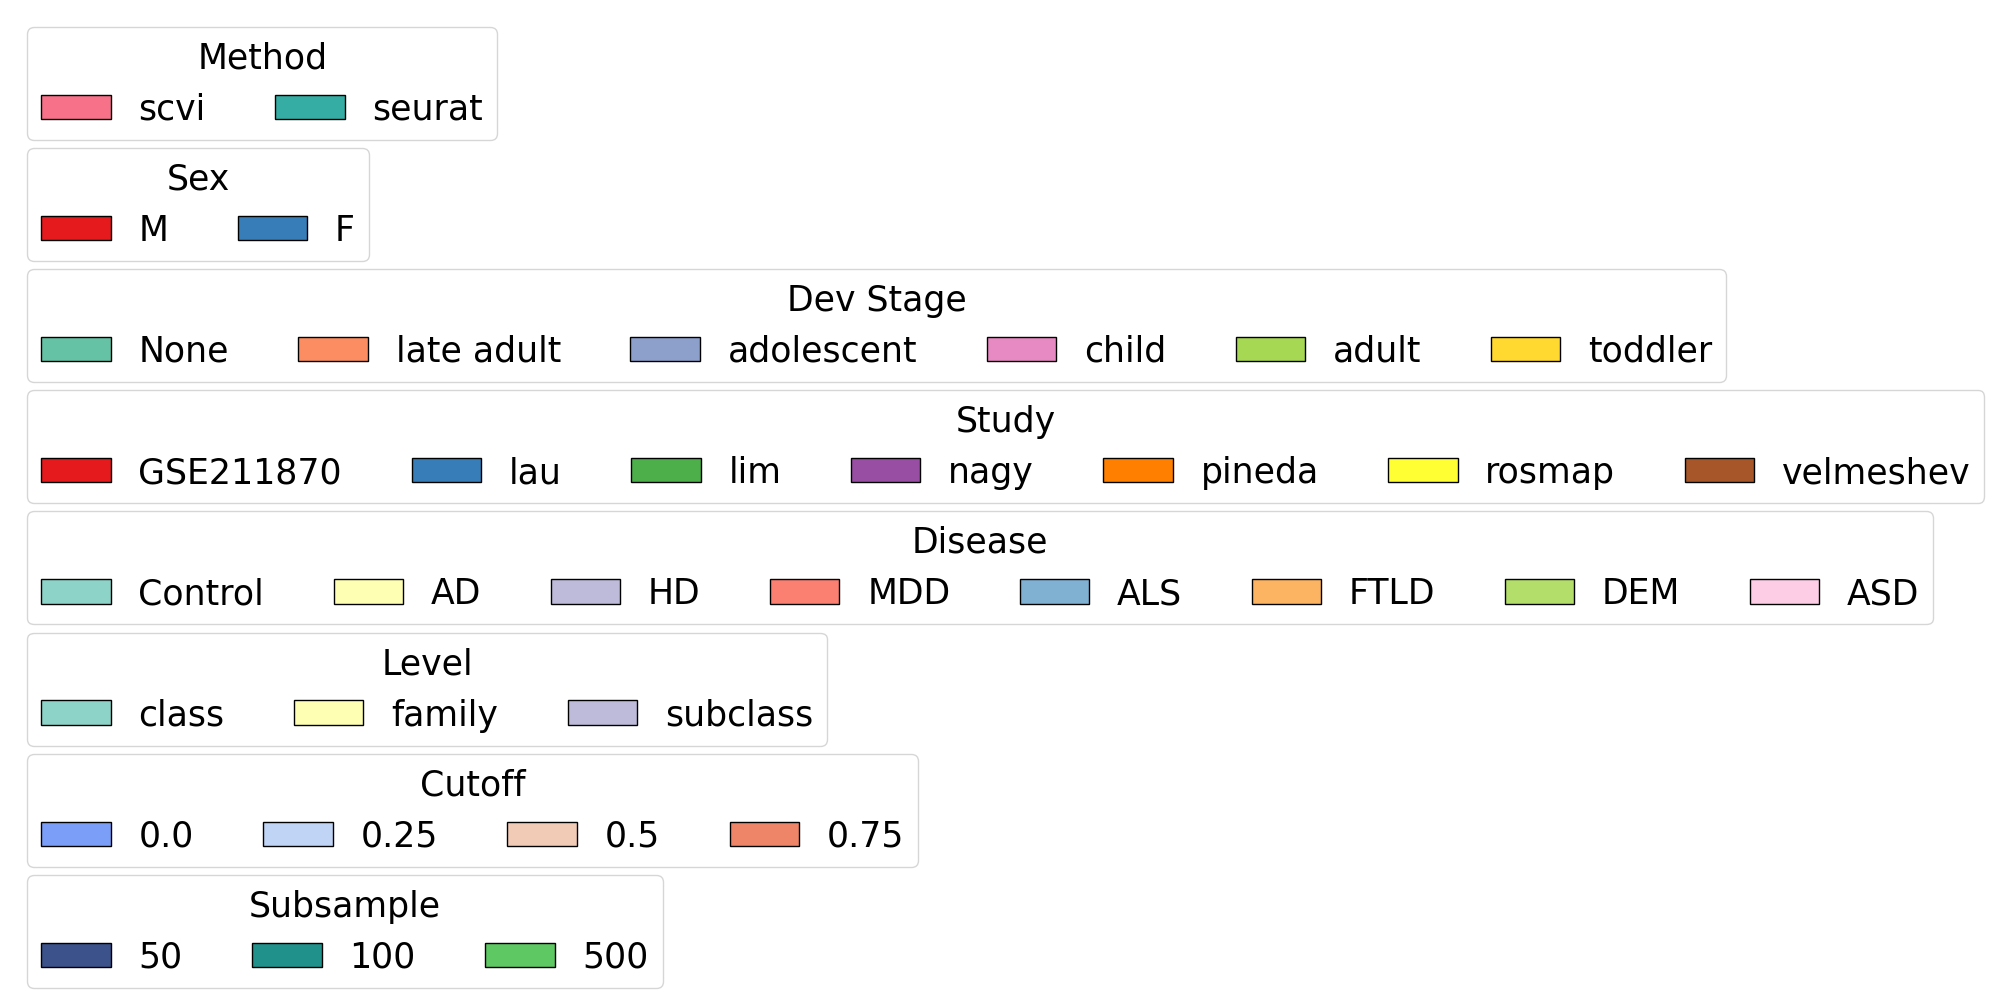 Method
scvi seurat
Sex
M F
Dev Stage
None late adult adolescent child adult toddler
Study
GSE211870 lau lim nagy pineda rosmap velmeshev
Disease
Control AD HD MDD ALS FTLD DEM ASD
Level
class family subclass
Cutoff
0.0 0.25 0.5 0.75
Subsample
50 100 500